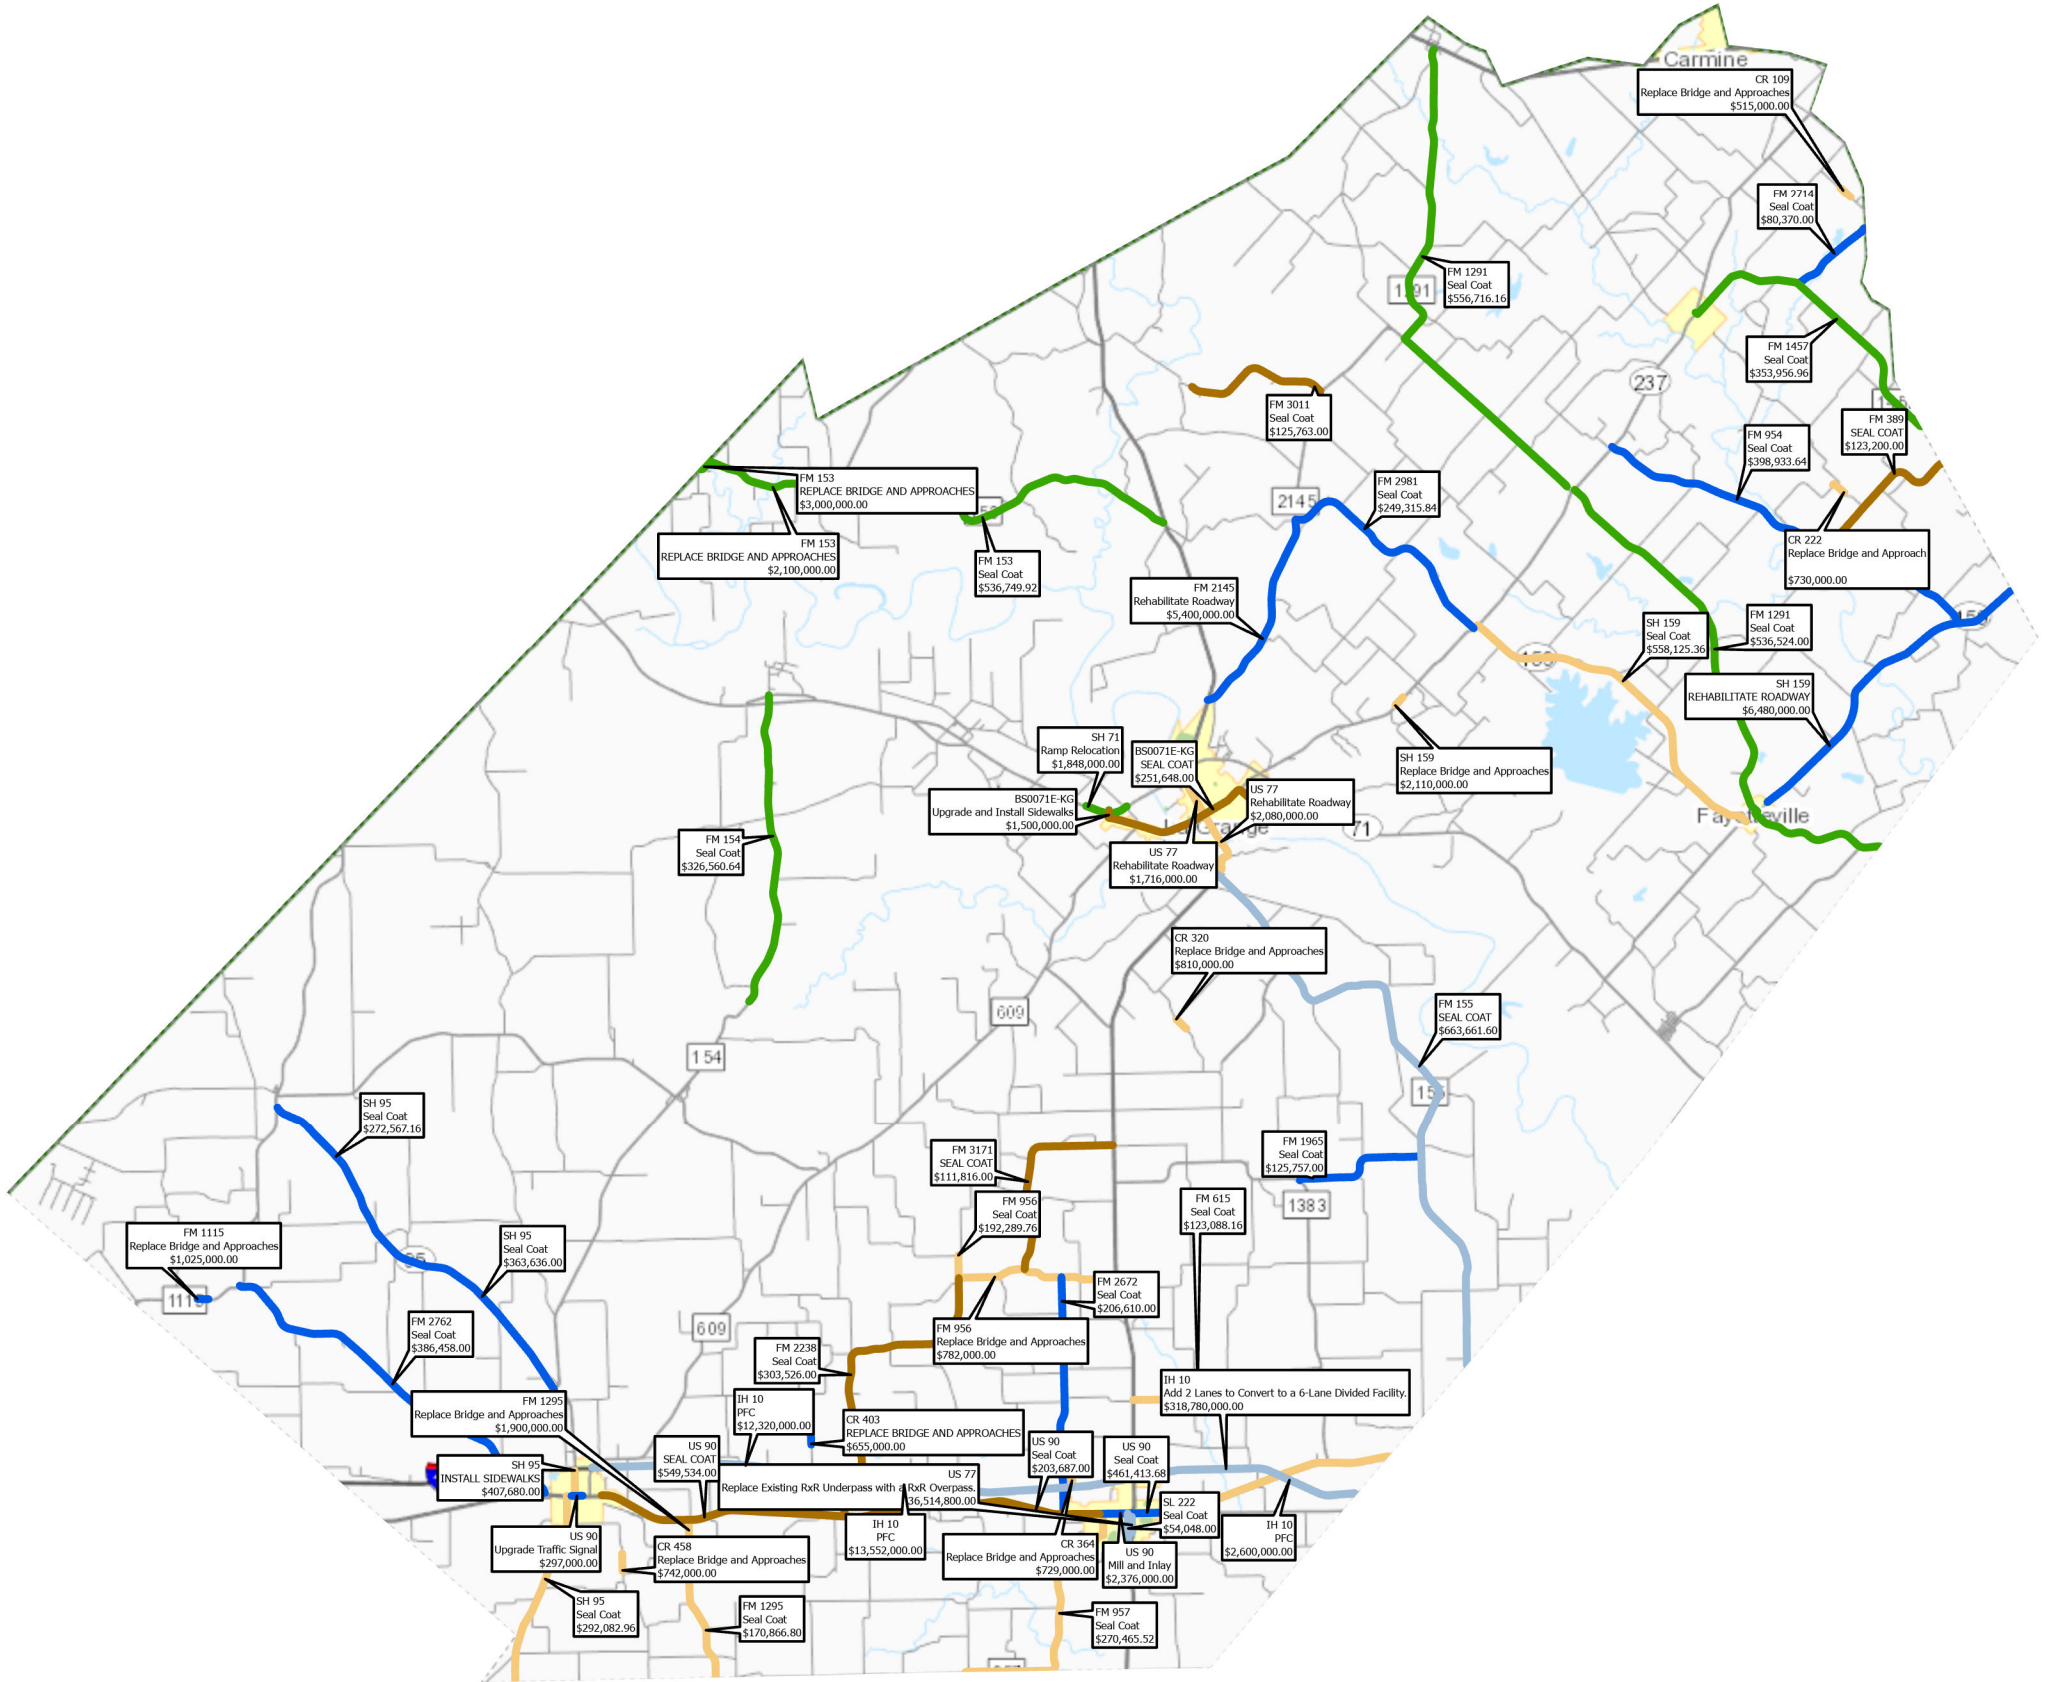 Carmine
CR 109
Replace Bridge and Approaches
$515,000.00
FM 2714
Seal Coat
$80,370.00
FM 1291
Seal Coat
$556,716.16
FM 1457
Seal Coat
$353,956.96
237
FM 3011
Seal Coat
$125,763.00
FM 389
SEAL COAT
$123,200.00
FM 954
Seal Coat
$398,933.64
FM 153
REPLACE BRIDGE AND APPROACHES
$3,000,000.00
FM 2981
Seal Coat
$249,315.84
2145
FM 153
REPLACE BRIDGE AND APPROACHES
$2,100,000.00
FM 153
Seal Coat
$536,749.92
CR 222
Replace Bridge and Approach
$730,000.00
FM 2145
Rehabilitate Roadway
$5,400,000.00
SH 159
Seal Coat
$558,125.36
FM 1291
Seal Coat
$536,524.00
SH 159
REHABILITATE ROADWAY
$6,480,000.00
SH 71
Ramp Relocation
$1,848,000.00
BS0071E-KG
SEAL COAT
$251,648.00
SH 159
Replace Bridge and Approaches
$2,110,000.00
BS0071E-KG
Upgrade and Install Sidewalks
$1,500,000.00
US 77
Rehabilitate Roadway
$2,080,000.00
La Grange
71
Fayetteville
FM 154
Seal Coat
$326,560.64
US 77
Rehabilitate Roadway
$1,716,000.00
CR 320
Replace Bridge and Approaches
$810,000.00
609
FM 155
SEAL COAT
$663,661.60
154
155
SH 95
Seal Coat
$272,567.16
FM 3171
SEAL COAT
$111,816.00
FM 1965
Seal Coat
$125,757.00
FM 956
Seal Coat
$192,289.76
FM 615
Seal Coat
$123,088.16
1383
FM 1115
Replace Bridge and Approaches
$1,025,000.00
SH 95
Seal Coat
$363,636.00
FM 2672
Seal Coat
$206,610.00
FM 2762
Seal Coat
$386,458.00
609
FM 956
Replace Bridge and Approaches
$782,000.00
FM 2238
Seal Coat
$303,526.00
IH 10
Add 2 Lanes to Convert to a 6-Lane Divided Facility.
$318,780,000.00
FM 1295
Replace Bridge and Approaches
$1,900,000.00
IH 10
PFC
$12,320,000.00
CR 403
REPLACE BRIDGE AND APPROACHES
$655,000.00
US 90
SEAL COAT
$549,534.00
US 90
Seal Coat
$203,687.00
US 90
Seal Coat
$461,413.68
SH 95
INSTALL SIDEWALKS
$407,680.00
US 77
Replace Existing RxR Underpass with a RxR Overpass.
36,514,800.00
SL 222
Seal Coat
$54,048.00
IH 10
PFC
$13,552,000.00
IH 10
PFC
$2,600,000.00
US 90
Upgrade Traffic Signal
$297,000.00
CR 458
Replace Bridge and Approaches
$742,000.00
CR 364
Replace Bridge and Approaches
$729,000.00
US 90
Mill and Inlay
$2,376,000.00
SH 95
Seal Coat
$292,082.96
FM 1295
Seal Coat
$170,866.80
FM 957
Seal Coat
$270,465.52